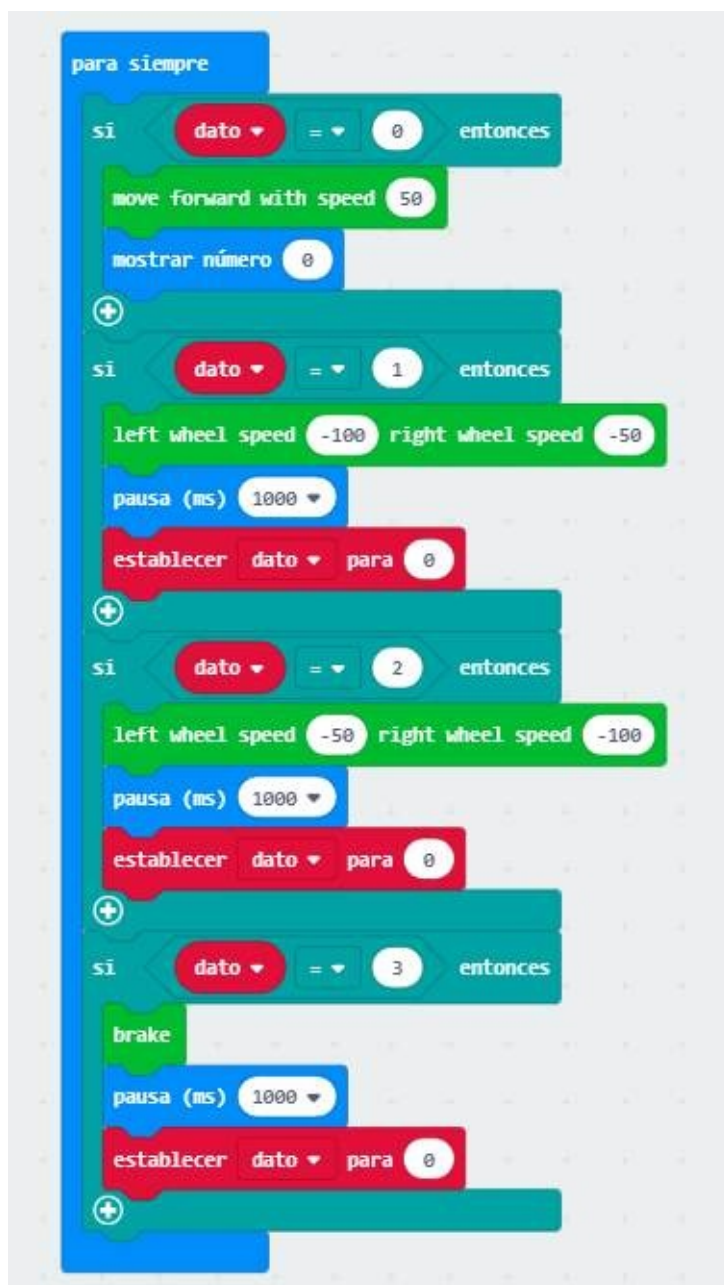 para siempre
si dato = 0 entonces
move forward with speed 50
mostrar número 0
si dato = 1 entonces
left wheel speed -100 right wheel speed -50
pausa (ms) 1000
establecer dato para 0
si dato = 2 entonces
left wheel speed -50 right wheel speed -100
pausa (ms) 1000
establecer dato para 0
si dato = 3 entonces
brake
pausa (ms) 1000
establecer dato para 0